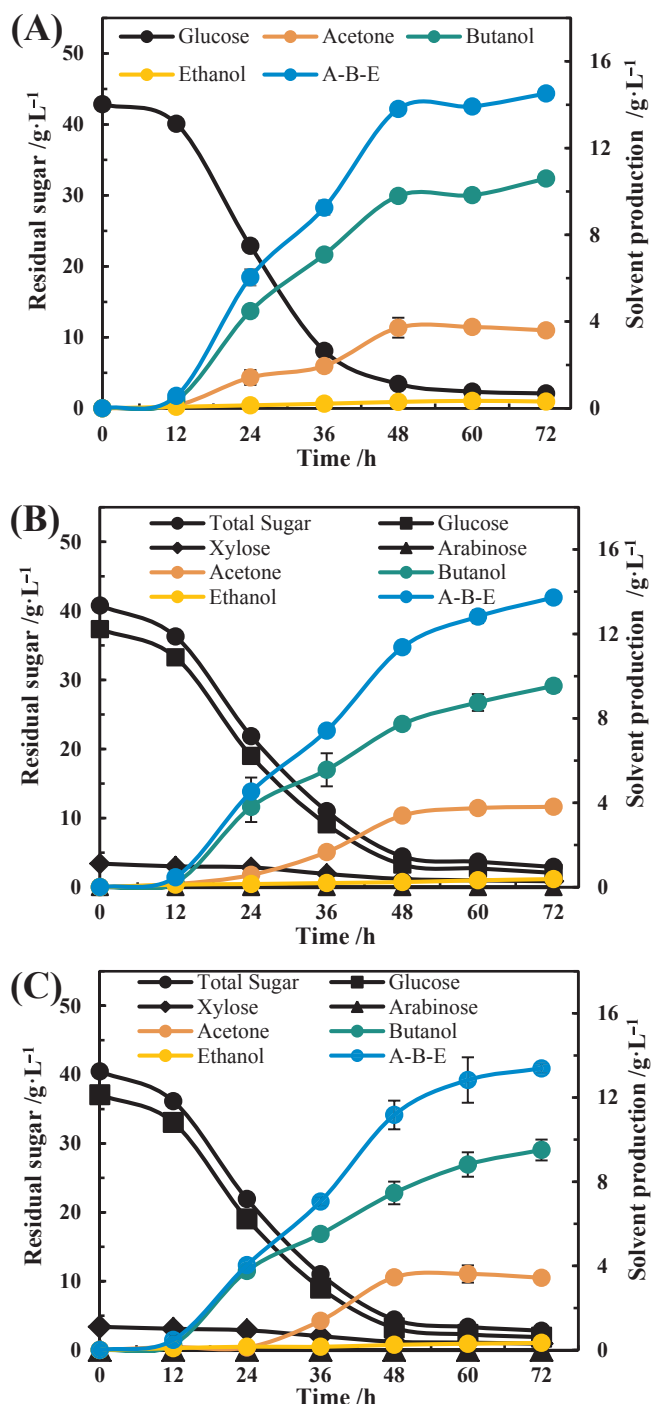 (A)
Glucose Acetone Butanol
Ethanol A-B-E
50
40
30
20
10
0
Residual sugar /g·L⁻¹
16
12
8
4
0
Solvent production /g·L⁻¹
0 12 24 36 48 60 72
Time /h
(B)
Total Sugar Glucose
Xylose Arabinose
Acetone Butanol
Ethanol A-B-E
50
40
30
20
10
0
Residual sugar /g·L⁻¹
16
12
8
4
0
Solvent production /g·L⁻¹
0 12 24 36 48 60 72
Time /h
(C)
Total Sugar Glucose
Xylose Arabinose
Acetone Butanol
Ethanol A-B-E
50
40
30
20
10
0
Residual sugar /g·L⁻¹
16
12
8
4
0
Solvent production /g·L⁻¹
0 12 24 36 48 60 72
Time /h